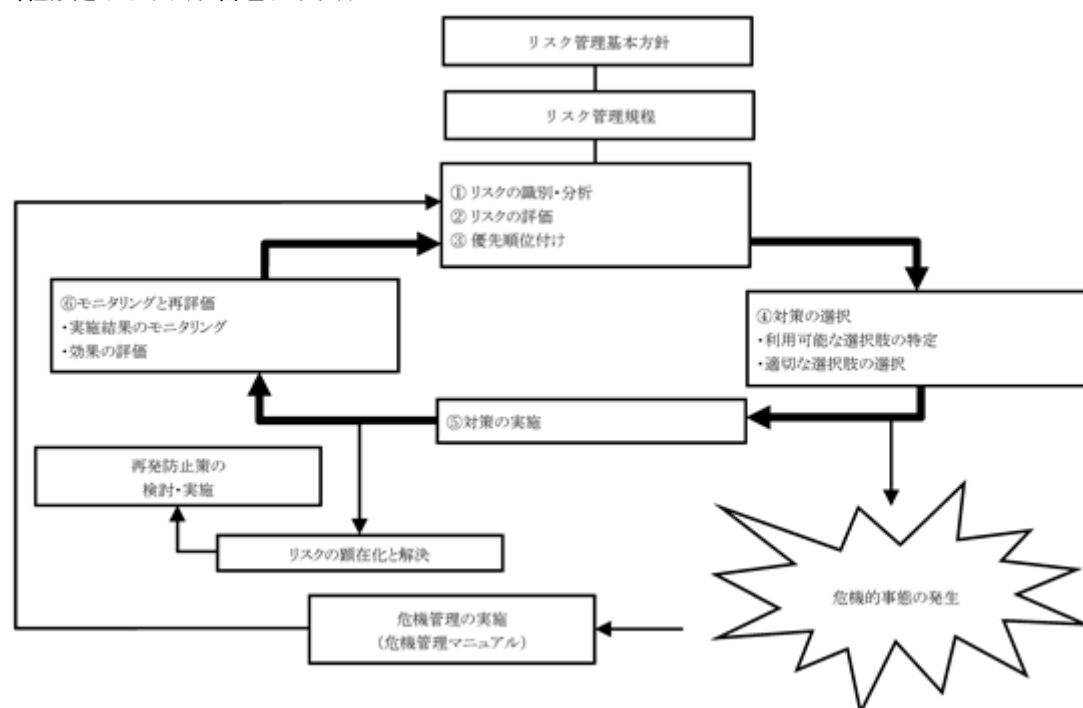 リスク管理基本方針
リスク管理規程
① リスクの識別・分析
② リスクの評価
③ 優先順位付け
⑥モニタリングと再評価
・実施結果のモニタリング
・効果の評価
④対策の選択
・利用可能な選択肢の特定
・適切な選択肢の選択
⑤対策の実施
再発防止策の
検討・実施
リスクの顕在化と解決
危機的事態の発生
危機管理の実施
（危機管理マニュアル）